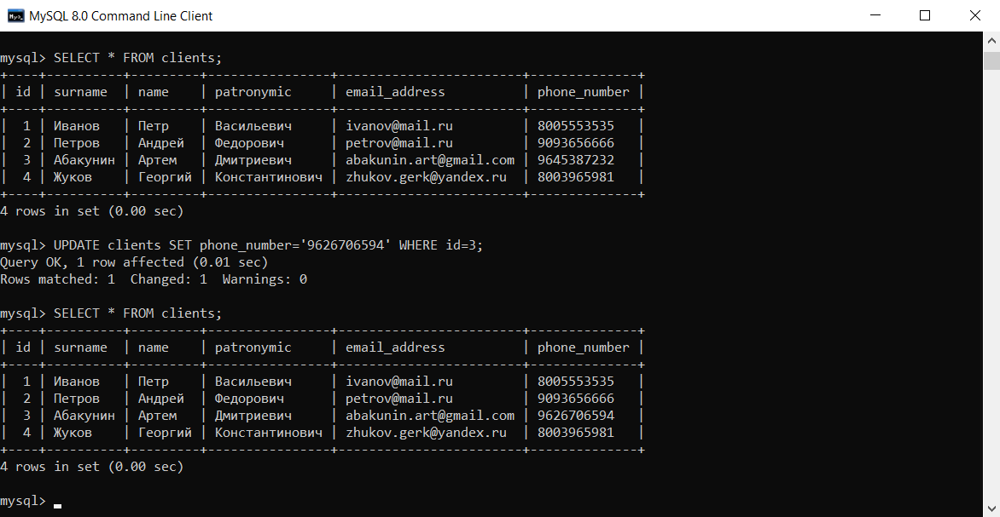 MySQL 8.0 Command Line Client
mysql> SELECT * FROM clients;
+----+----------+---------+----------------+------------------------+--------------+
| id | surname  | name    | patronymic     | email_address          | phone_number |
+----+----------+---------+----------------+------------------------+--------------+
|  1 | Иванов   | Петр    | Васильевич     | ivanov@mail.ru         | 8005553535   |
|  2 | Петров   | Андрей  | Федорович      | petrov@mail.ru         | 9093656666   |
|  3 | Абакунин | Артем   | Дмитриевич     | abakunin.art@gmail.com | 9645387232   |
|  4 | Жуков    | Георгий | Константинович | zhukov.gerk@yandex.ru  | 8003965981   |
+----+----------+---------+----------------+------------------------+--------------+
4 rows in set (0.00 sec)
mysql> UPDATE clients SET phone_number='9626706594' WHERE id=3;
Query OK, 1 row affected (0.01 sec)
Rows matched: 1  Changed: 1  Warnings: 0
mysql> SELECT * FROM clients;
+----+----------+---------+----------------+------------------------+--------------+
| id | surname  | name    | patronymic     | email_address          | phone_number |
+----+----------+---------+----------------+------------------------+--------------+
|  1 | Иванов   | Петр    | Васильевич     | ivanov@mail.ru         | 8005553535   |
|  2 | Петров   | Андрей  | Федорович      | petrov@mail.ru         | 9093656666   |
|  3 | Абакунин | Артем   | Дмитриевич     | abakunin.art@gmail.com | 9626706594   |
|  4 | Жуков    | Георгий | Константинович | zhukov.gerk@yandex.ru  | 8003965981   |
+----+----------+---------+----------------+------------------------+--------------+
4 rows in set (0.00 sec)
mysql>